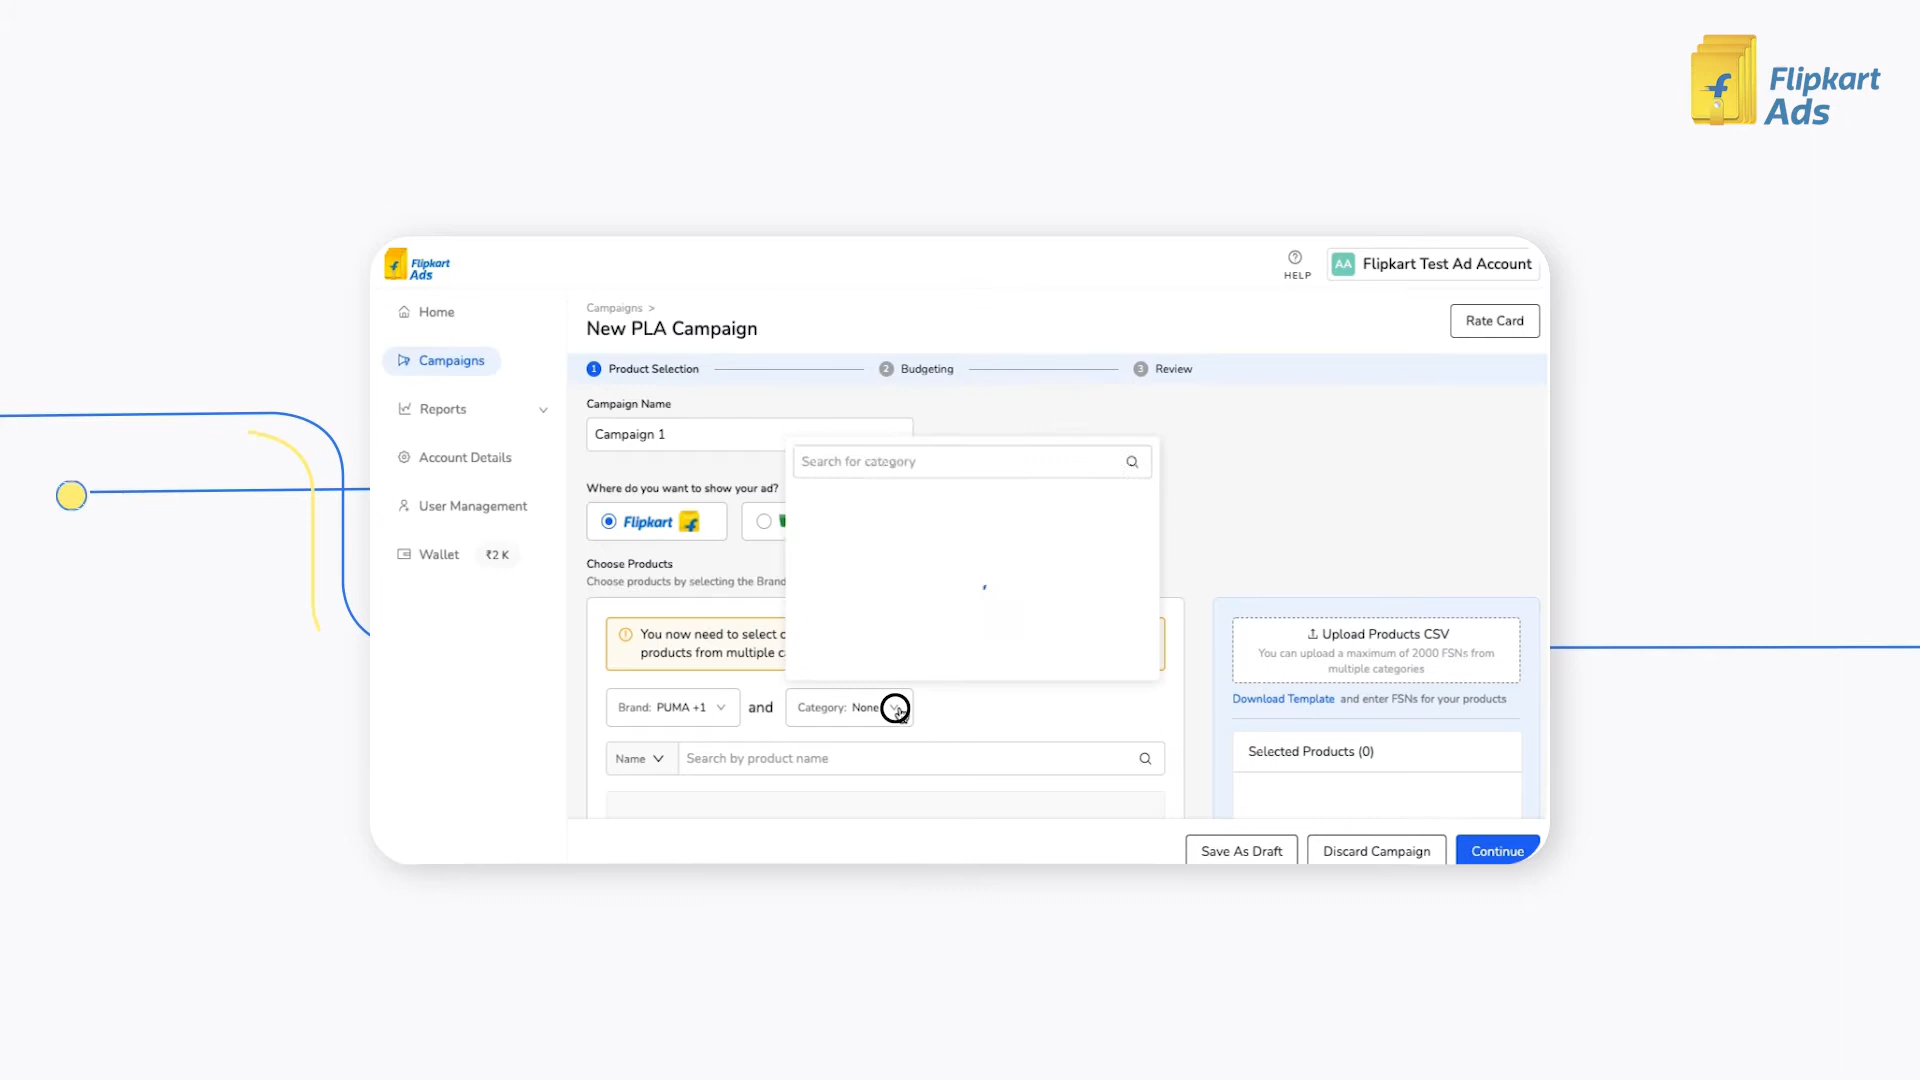 Flipkart
Ads
Flipkart
Ads
HELP
AA Flipkart Test Ad Account
Home
Campaigns
Reports
Account Details
User Management
Wallet ₹2 K
Campaigns >
New PLA Campaign
Rate Card
1 Product Selection
2 Budgeting
3 Review
Campaign Name
Campaign 1
Search for category
Where do you want to show your ad?
Flipkart
Choose Products
Choose products by selecting the Brand
You now need to select
products from multiple
Brand: PUMA +1 and Category: None
Name Search by product name
Upload Products CSV
You can upload a maximum of 2000 FSNs from
multiple categories
Download Template and enter FSNs for your products
Selected Products (0)
Save As Draft
Discard Campaign
Continue